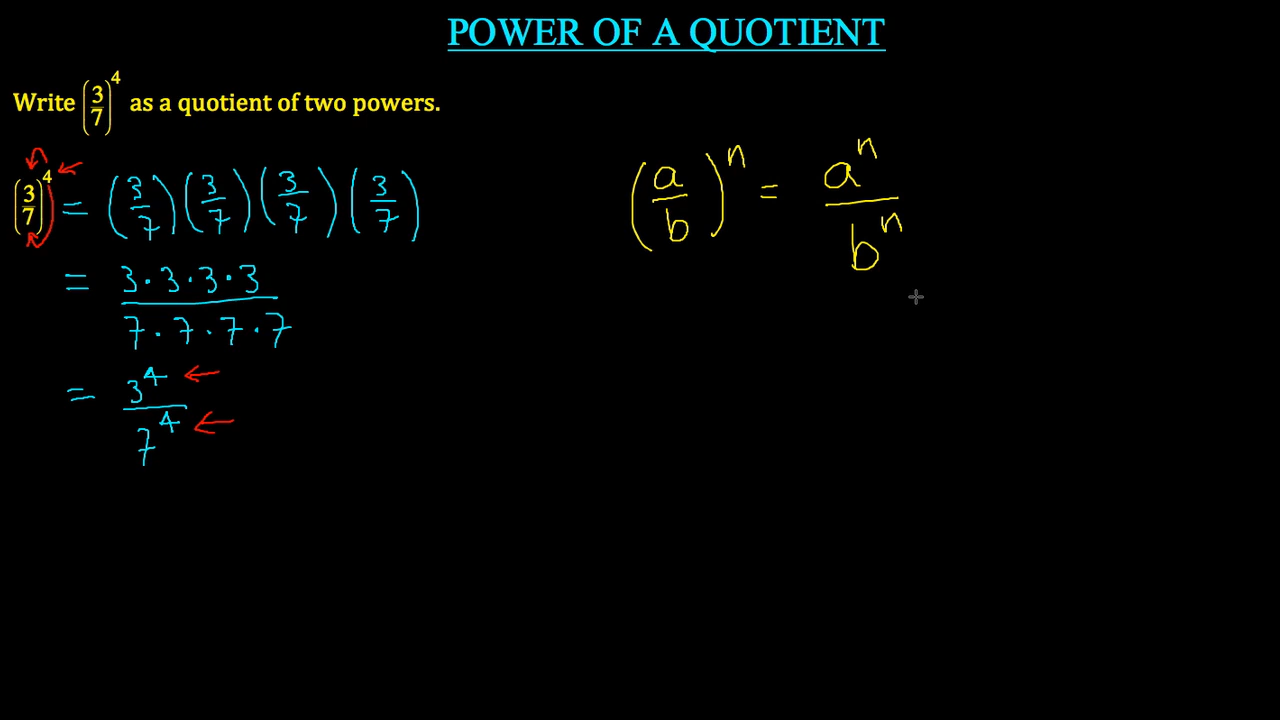 POWER OF A QUOTIENT
Write (3/7)^4 as a quotient of two powers.
(3/7)^4 = (3/7)(3/7)(3/7)(3/7)
= 3·3·3·3 / 7·7·7·7
= 3^4 / 7^4
(a/b)^n = a^n / b^n